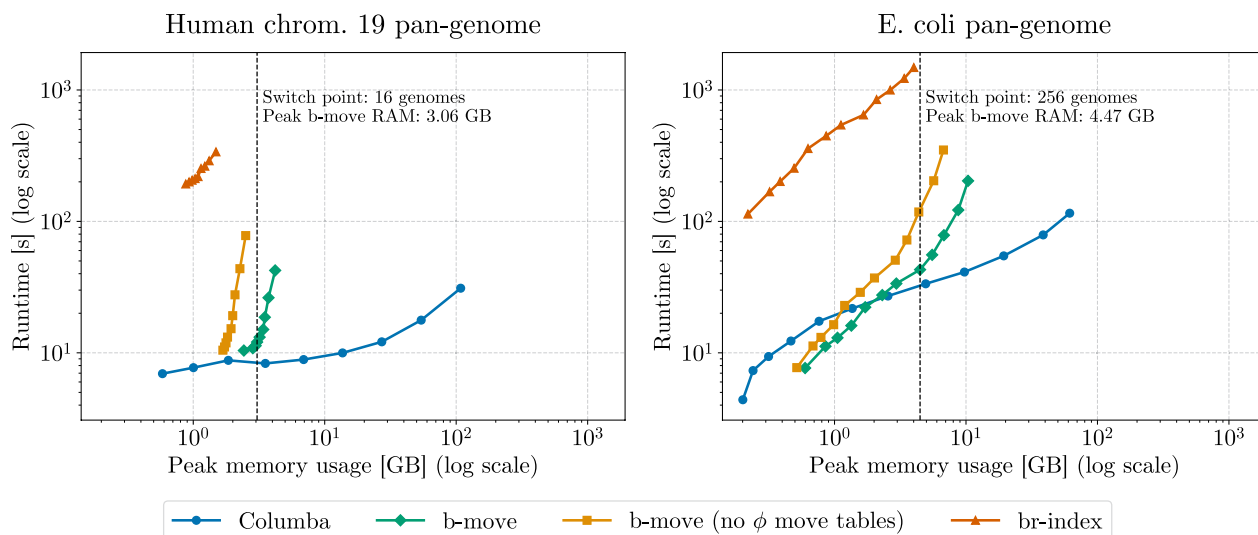 Human chrom. 19 pan-genome
E. coli pan-genome
Runtime [s] (log scale)
10³
10²
10¹
Switch point: 16 genomes
Peak b-move RAM: 3.06 GB
10⁰
10¹
10²
10³
Peak memory usage [GB] (log scale)
Runtime [s] (log scale)
10³
10²
10¹
Switch point: 256 genomes
Peak b-move RAM: 4.47 GB
10⁰
10¹
10²
10³
Peak memory usage [GB] (log scale)
Columba
b-move
b-move (no ϕ move tables)
br-index